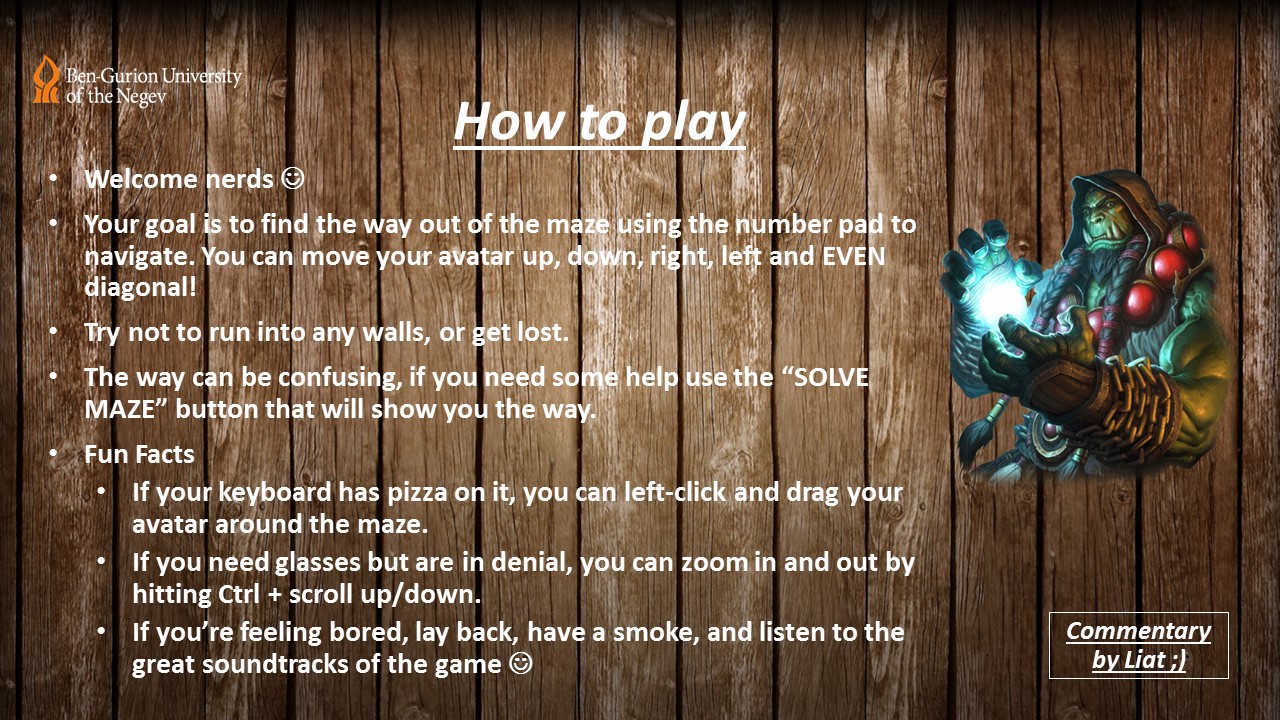 Ben-Gurion University
of the Negev
How to play
• Welcome nerds ☺
• Your goal is to find the way out of the maze using the number pad to
navigate. You can move your avatar up, down, right, left and EVEN
diagonal!
• Try not to run into any walls, or get lost.
• The way can be confusing, if you need some help use the “SOLVE
MAZE” button that will show you the way.
• Fun Facts
• If your keyboard has pizza on it, you can left-click and drag your
avatar around the maze.
• If you need glasses but are in denial, you can zoom in and out by
hitting Ctrl + scroll up/down.
• If you’re feeling bored, lay back, have a smoke, and listen to the
great soundtracks of the game ☺
Commentary
by Liat ;)